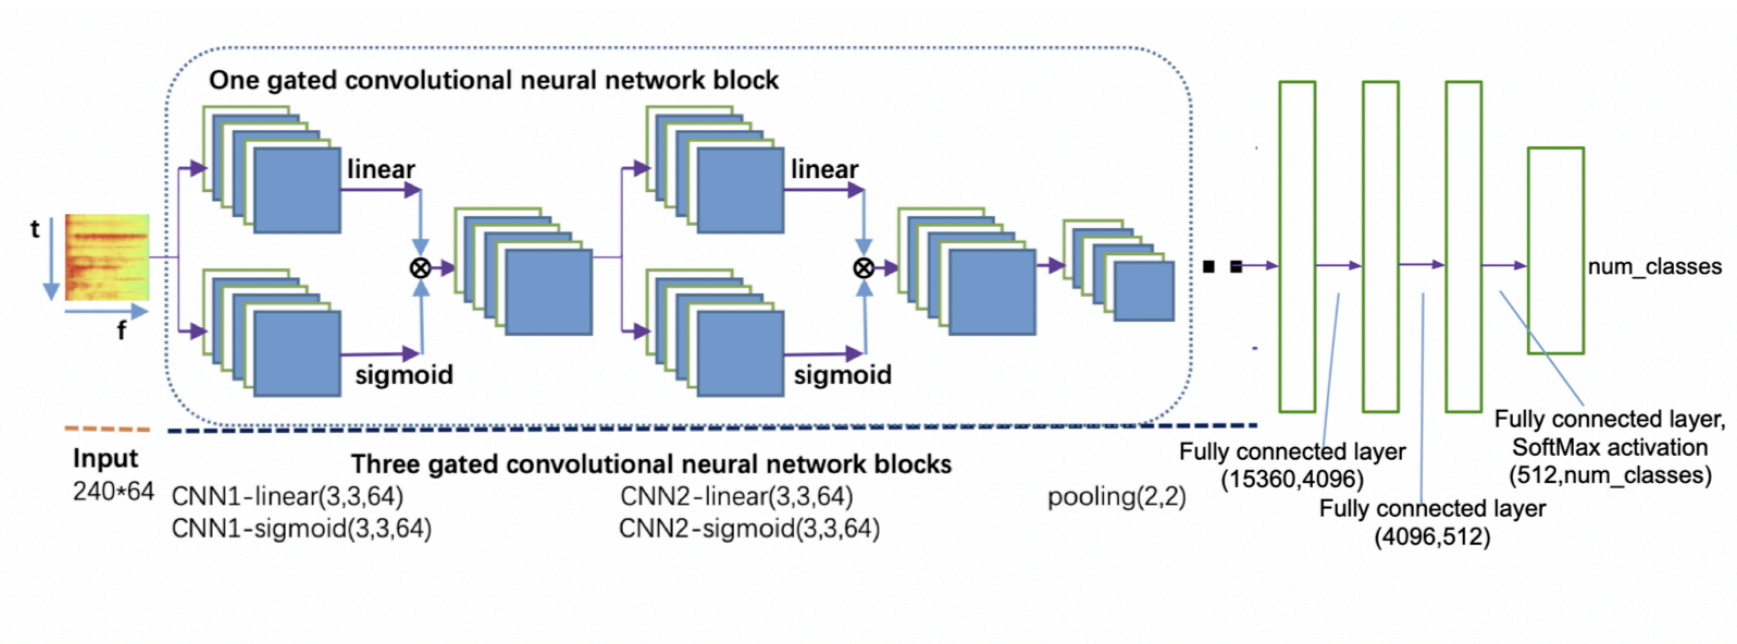 One gated convolutional neural network block
linear
linear
t
f
sigmoid
sigmoid
num_classes
Input
240*64
Three gated convolutional neural network blocks
CNN1-linear(3,3,64)
CNN1-sigmoid(3,3,64)
CNN2-linear(3,3,64)
CNN2-sigmoid(3,3,64)
pooling(2,2)
Fully connected layer
(15360,4096)
Fully connected layer
(4096,512)
Fully connected layer,
SoftMax activation
(512,num_classes)